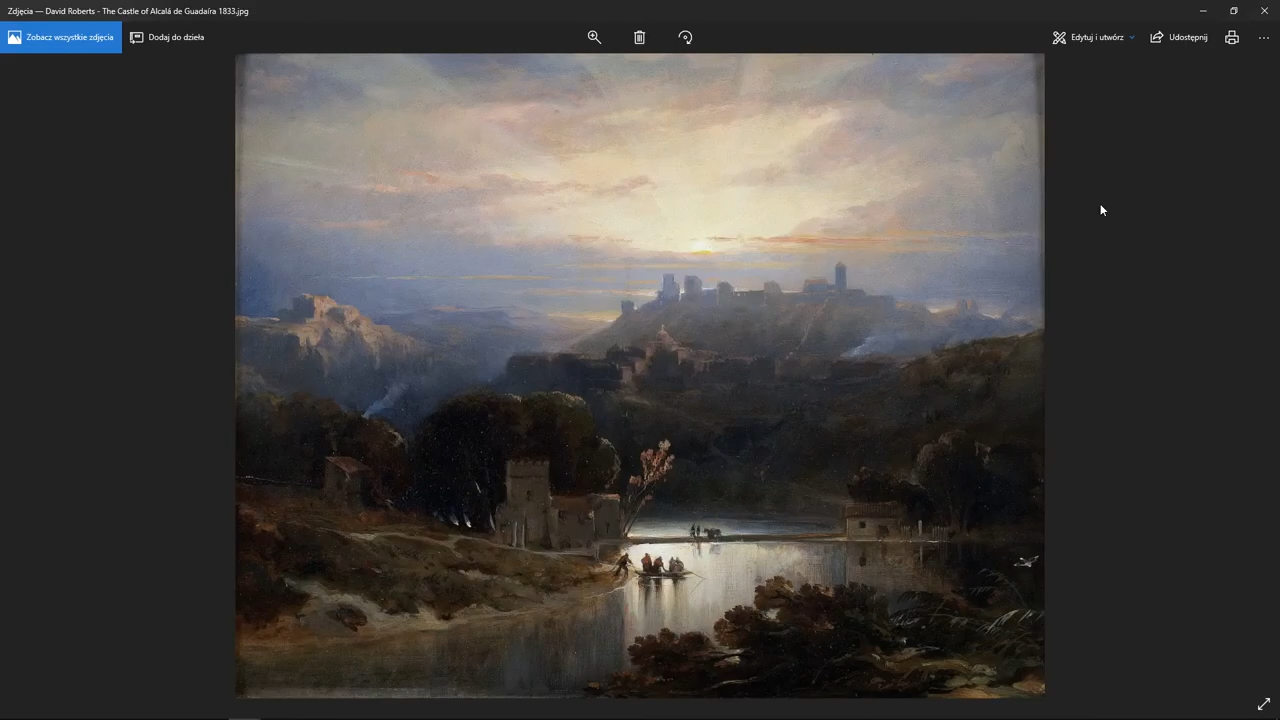 Zdjęcia — David Roberts - The Castle of Alcalá de Guadaíra 1833.jpg
Zobacz wszystkie zdjęcia
Dodaj do dzieła
Edytuj i utwórz
Udostępnij